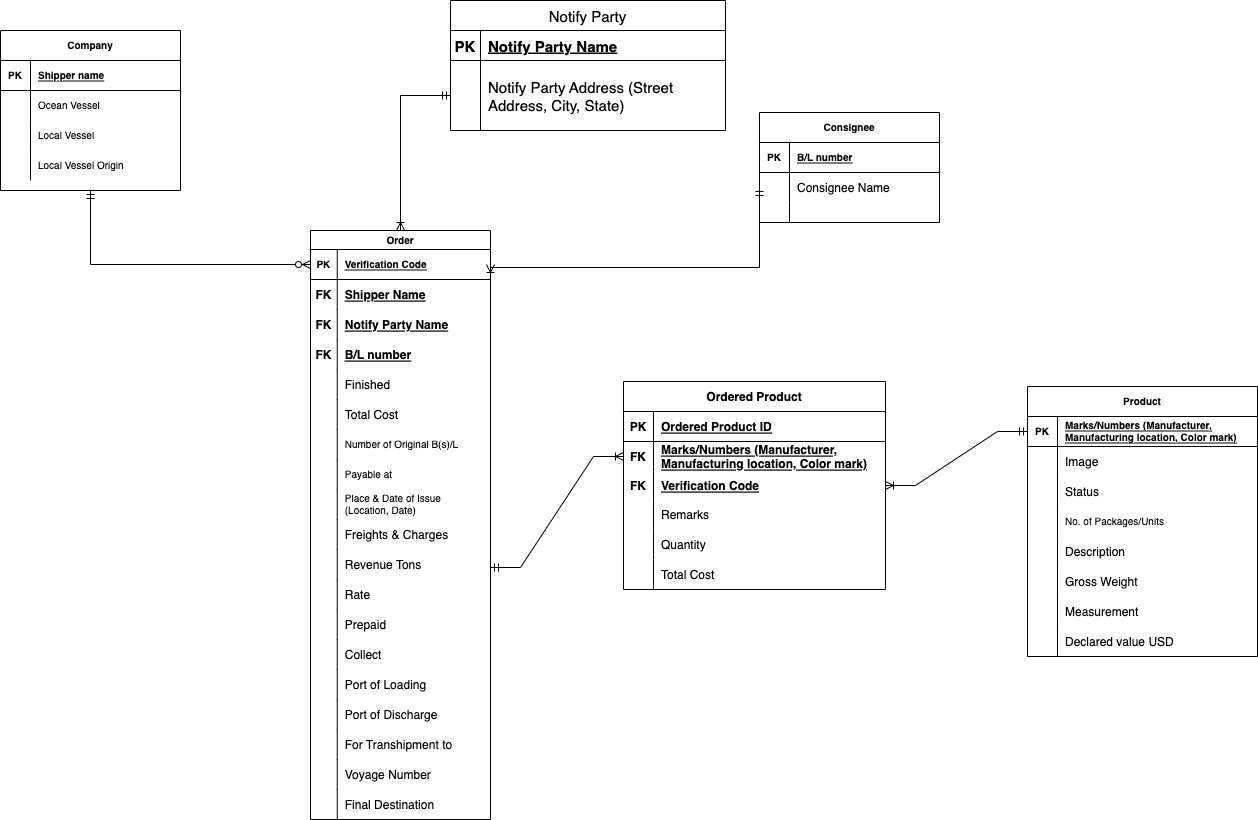 Notify Party
PK Notify Party Name
Notify Party Address (Street
Address, City, State)
Company
PK Shipper name
Ocean Vessel
Local Vessel
Local Vessel Origin
Consignee
PK B/L number
Consignee Name
Order
PK Verification Code
FK Shipper Name
FK Notify Party Name
FK B/L number
Finished
Total Cost
Number of Original B(s)/L
Payable at
Place & Date of Issue
(Location, Date)
Freights & Charges
Revenue Tons
Rate
Prepaid
Collect
Port of Loading
Port of Discharge
For Transhipment to
Voyage Number
Final Destination
Ordered Product
PK Ordered Product ID
FK Marks/Numbers (Manufacturer,
Manufacturing location, Color mark)
FK Verification Code
Remarks
Quantity
Total Cost
Product
PK Marks/Numbers (Manufacturer,
Manufacturing location, Color mark)
Image
Status
No. of Packages/Units
Description
Gross Weight
Measurement
Declared value USD